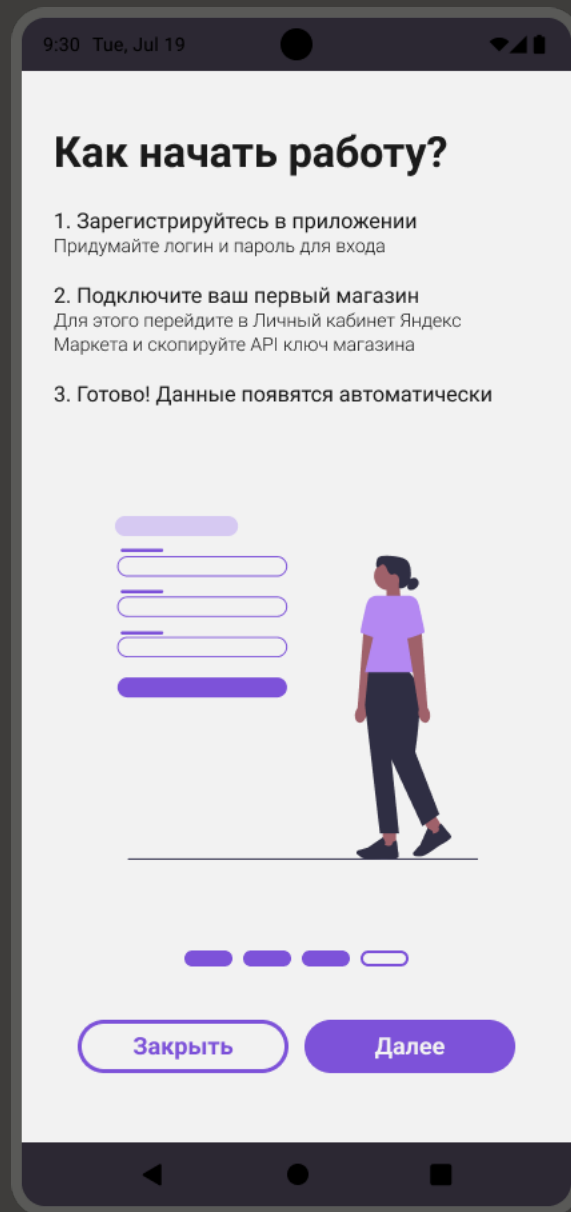 9:30 Tue, Jul 19
Как начать работу?
1. Зарегистрируйтесь в приложении
Придумайте логин и пароль для входа
2. Подключите ваш первый магазин
Для этого перейдите в Личный кабинет Яндекс
Маркета и скопируйте API ключ магазина
3. Готово! Данные появятся автоматически
Закрыть
Далее